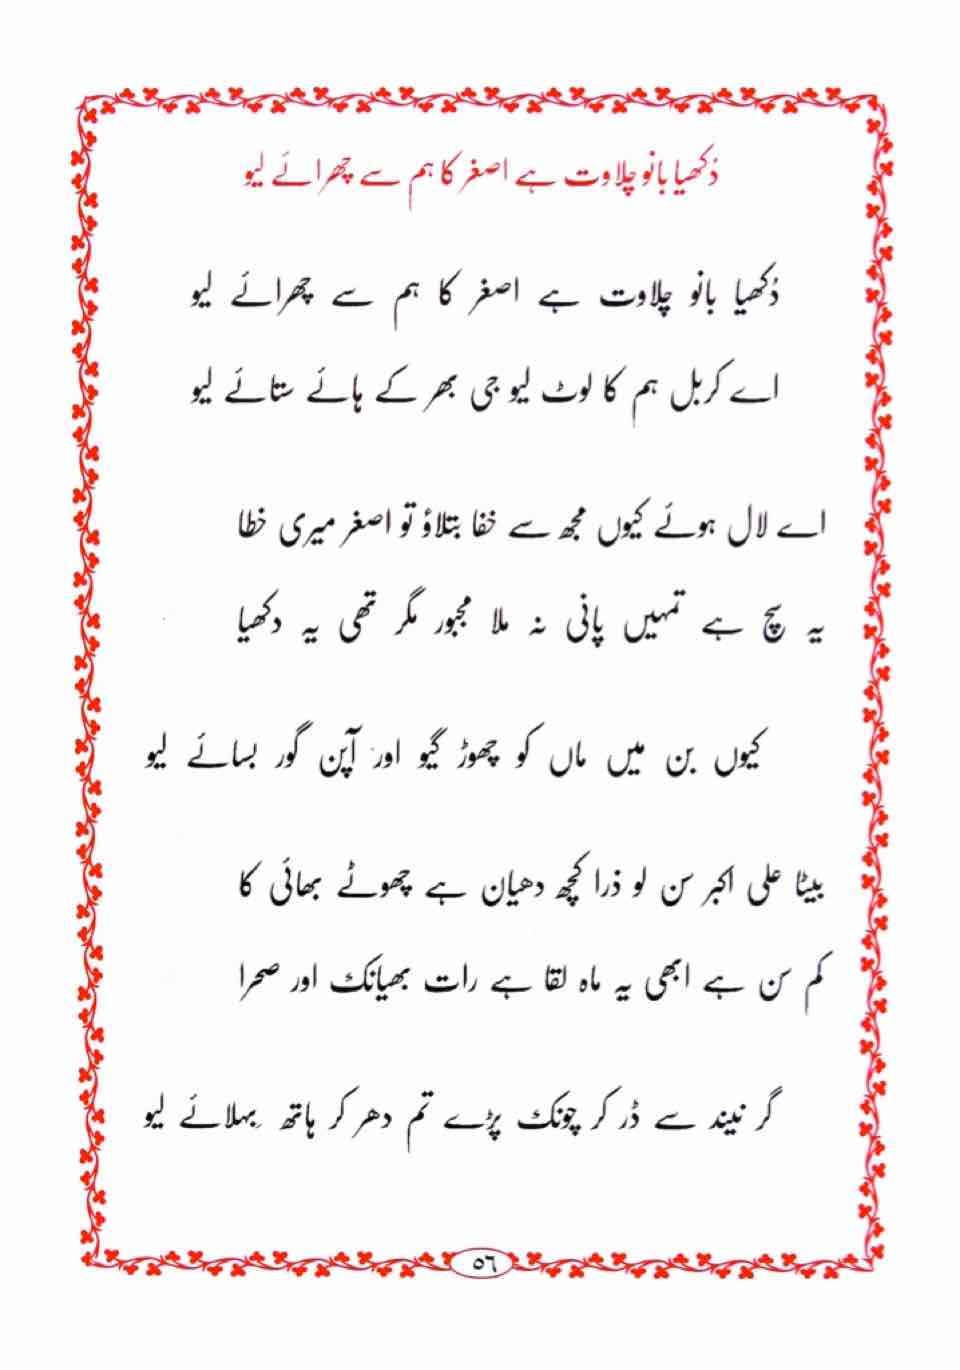 دُکھیا بانو چلاوت ہے اصغر کا ہم سے چھرائے لیو
دُکھیا بانو چلاوت ہے اصغر کا ہم سے چھرائے لیو
اے کربل ہم کا لوٹ لیو جی بھر کے ہائے ستائے لیو
اے لال ہوئے کیوں مجھ سے خفا بتلاؤ تو اصغر میری خطا
یہ سچ ہے تمہیں پانی نہ ملا مجبور مگر تھی یہ دکھیا
کیوں بن میں ماں کو چھوڑ گیو اور آپن گور بسائے لیو
بیٹا علی اکبر سن لو ذرا کچھ دھیان ہے چھوٹے بھائی کا
کم سن ہے ابھی یہ ماہ لقا ہے رات بھیانک اور صحرا
گر نیند سے ڈر کر چونک پڑے تم دھر کر ہاتھ بہلائے لیو
۵۶